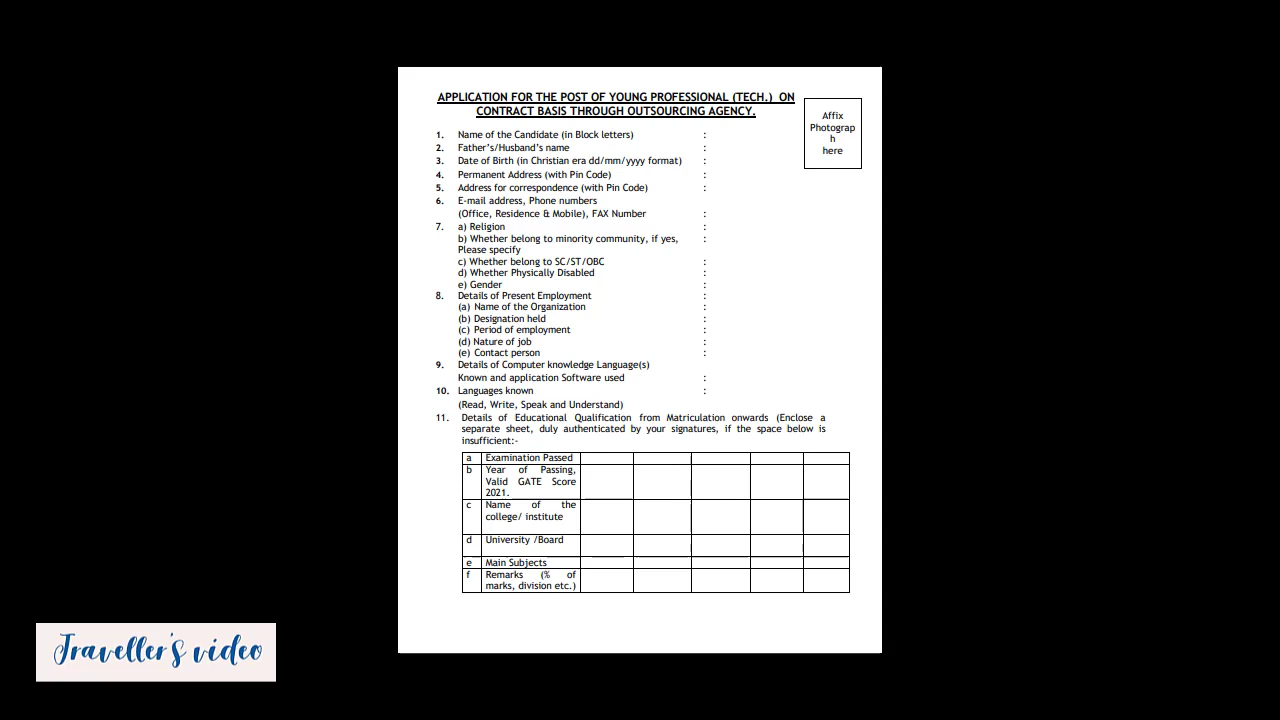 APPLICATION FOR THE POST OF YOUNG PROFESSIONAL (TECH.) ON
CONTRACT BASIS THROUGH OUTSOURCING AGENCY.
Affix
Photograp
h
here
1. Name of the Candidate (in Block letters) :
2. Father's/Husband's name :
3. Date of Birth (in Christian era dd/mm/yyyy format) :
4. Permanent Address (with Pin Code) :
5. Address for correspondence (with Pin Code) :
6. E-mail address, Phone numbers
(Office, Residence & Mobile), FAX Number :
7. a) Religion :
b) Whether belong to minority community, if yes, :
Please specify
c) Whether belong to SC/ST/OBC :
d) Whether Physically Disabled :
e) Gender :
8. Details of Present Employment :
(a) Name of the Organization :
(b) Designation held :
(c) Period of employment :
(d) Nature of job :
(e) Contact person :
9. Details of Computer knowledge Language(s)
Known and application Software used :
10. Languages known :
(Read, Write, Speak and Understand)
11. Details of Educational Qualification from Matriculation onwards (Enclose a
separate sheet, duly authenticated by your signatures, if the space below is
insufficient:-
a Examination Passed
b Year of Passing,
Valid GATE Score
2021.
c Name of the
college/ institute
d University /Board
e Main Subjects
f Remarks (% of
marks, division etc.)
Traveller's video